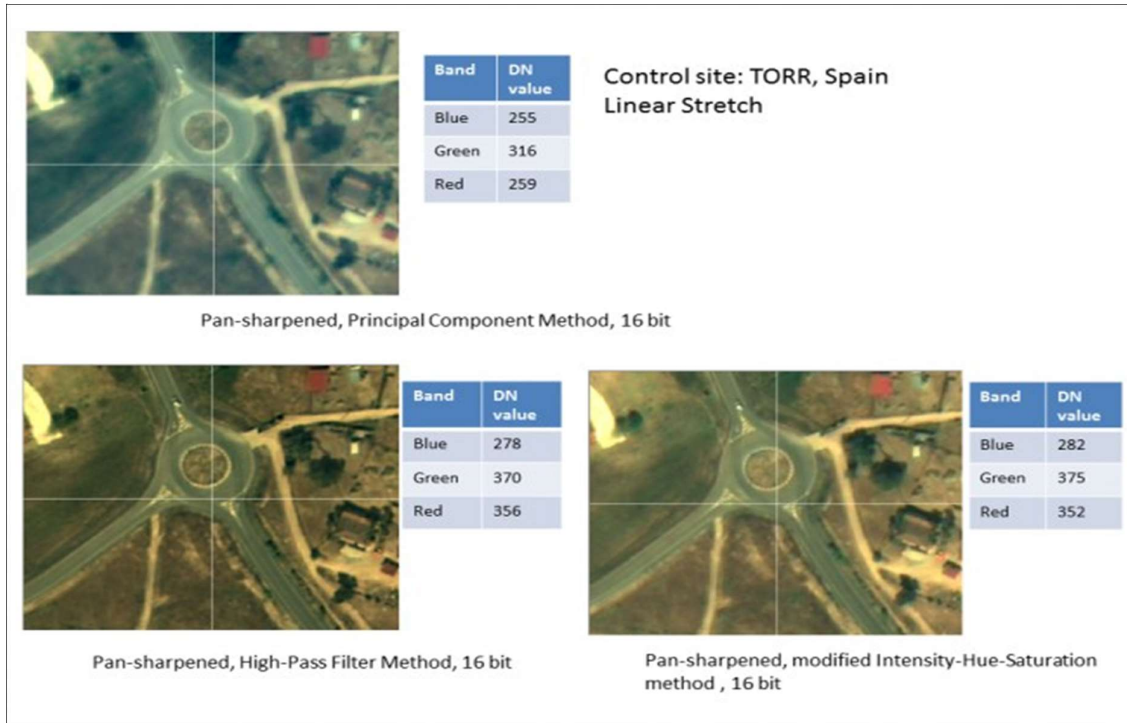 Band DN value
Blue 255
Green 316
Red 259
Control site: TORR, Spain
Linear Stretch
Pan-sharpened, Principal Component Method, 16 bit
Band DN value
Blue 278
Green 370
Red 356
Pan-sharpened, High-Pass Filter Method, 16 bit
Band DN value
Blue 282
Green 375
Red 352
Pan-sharpened, modified Intensity-Hue-Saturation
method , 16 bit